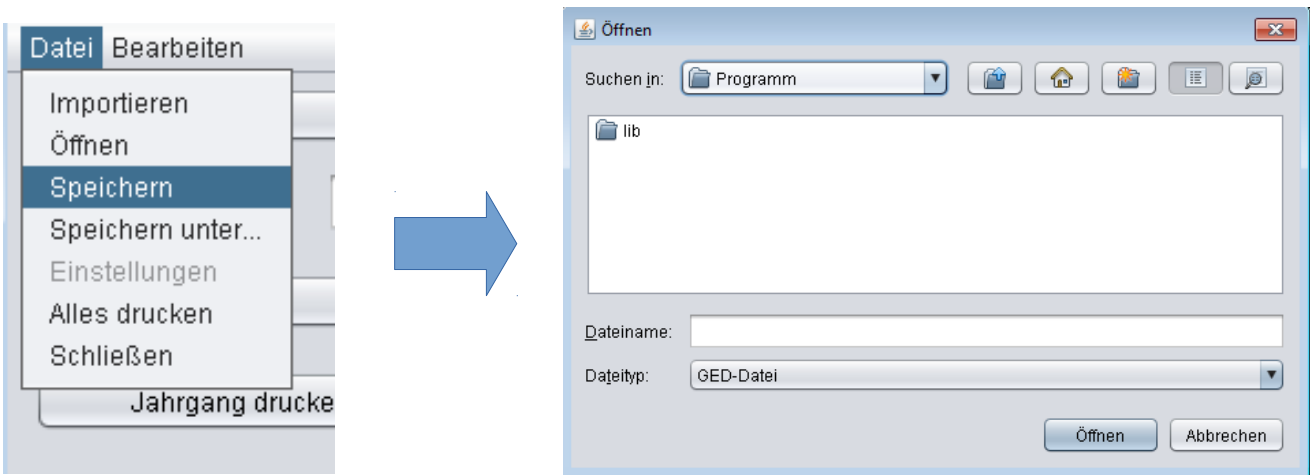 Datei Bearbeiten
Importieren
Öffnen
Speichern
Speichern unter...
Einstellungen
Alles drucken
Schließen
Jahrgang drucke
Öffnen
Suchen in: Programm
lib
Dateiname:
Dateityp: GED-Datei
Öffnen Abbrechen